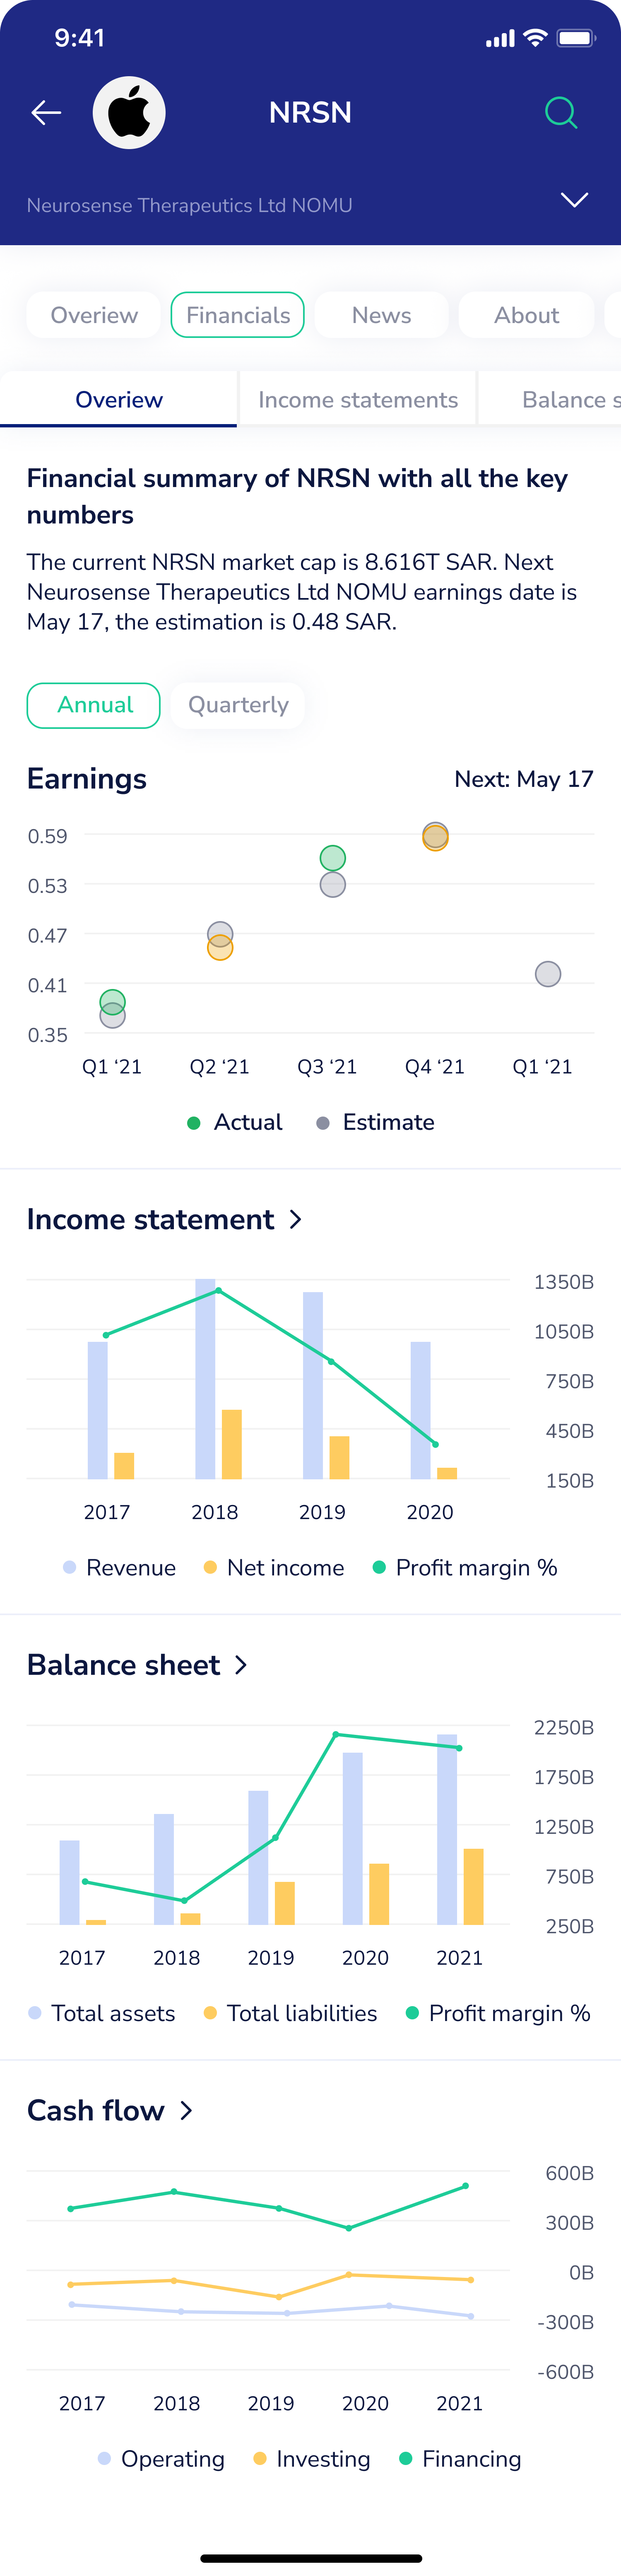 9:41
NRSN
Neurosense Therapeutics Ltd NOMU
Overiew
Financials
News
About
Overiew
Income statements
Balance s
Financial summary of NRSN with all the key
numbers
The current NRSN market cap is 8.616T SAR. Next
Neurosense Therapeutics Ltd NOMU earnings date is
May 17, the estimation is 0.48 SAR.
Annual
Quarterly
Earnings
Next: May 17
0.59
0.53
0.47
0.41
0.35
Q1 ‘21
Q2 ‘21
Q3 ‘21
Q4 ‘21
Q1 ‘21
Actual
Estimate
Income statement
1350B
1050B
750B
450B
150B
2017
2018
2019
2020
Revenue
Net income
Profit margin %
Balance sheet
2250B
1750B
1250B
750B
250B
2017
2018
2019
2020
2021
Total assets
Total liabilities
Profit margin %
Cash flow
600B
300B
0B
-300B
-600B
2017
2018
2019
2020
2021
Operating
Investing
Financing